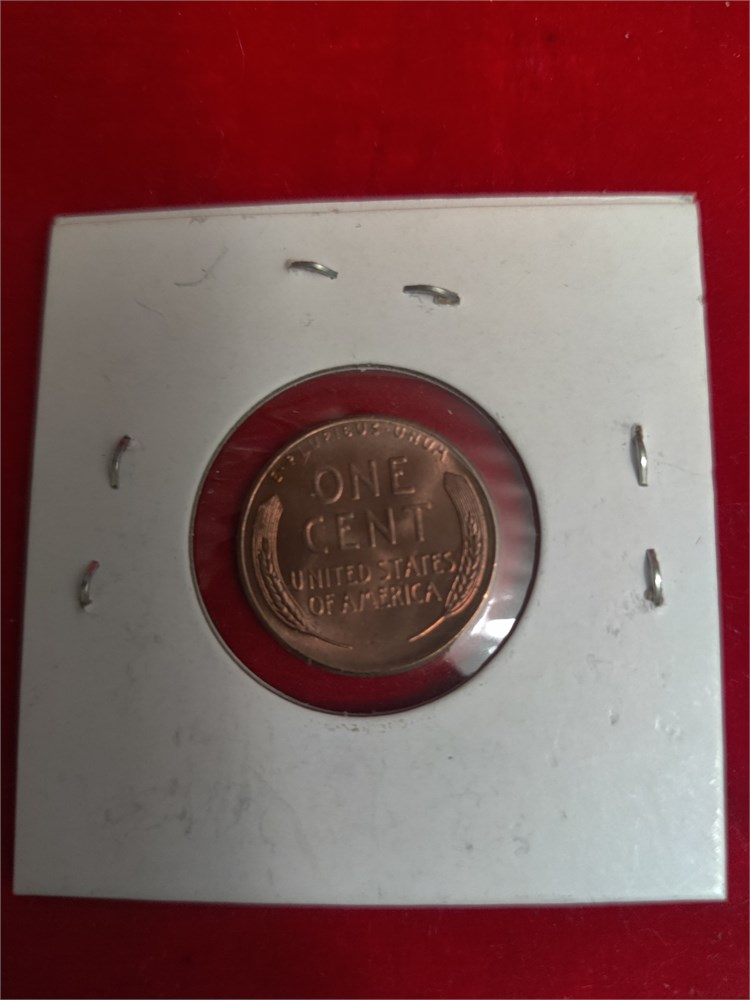 E·PLURIBUS·UNUM
ONE
CENT
UNITED STATES
OF AMERICA